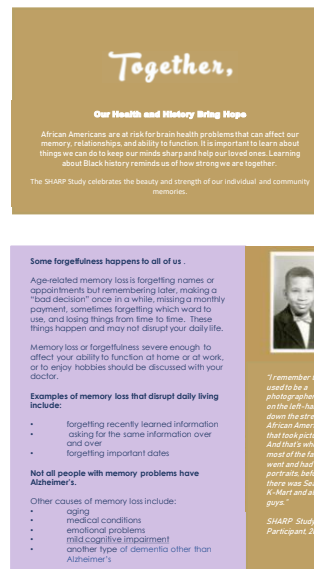 Together,
Our Health and History Bring Hope
African Americans are at risk for brain health problems that can affect our
memory, relationships, and ability to function. It is important to learn about
things we can do to keep our minds sharp and help our loved ones. Learning
about Black history reminds us of how strong we are together.
The SHARP Study celebrates the beauty and strength of our individual and community
memories.
Some forgetfulness happens to all of us .
Age-related memory loss is forgetting names or
appointments but remembering later, making a
“bad decision” once in a while, missing a monthly
payment, sometimes forgetting which word to
use, and losing things from time to time. These
things happen and may not disrupt your daily life.
Memory loss or forgetfulness severe enough to
affect your ability to function at home or at work,
or to enjoy hobbies should be discussed with your
doctor.
Examples of memory loss that disrupt daily living
include:
• forgetting recently learned information
• asking for the same information over
and over
• forgetting important dates
Not all people with memory problems have
Alzheimer's.
Other causes of memory loss include:
• aging
• medical conditions
• emotional problems
• mild cognitive impairment
• another type of dementia other than
Alzheimer's
"I remember
used to be a
photographer
on the left-ha
down the stre
African Amer
that took pict
And that's wh
most of the fa
went and had
portraits, bef
there was Sea
K-Mart and al
guys."
SHARP Study
Participant, 2